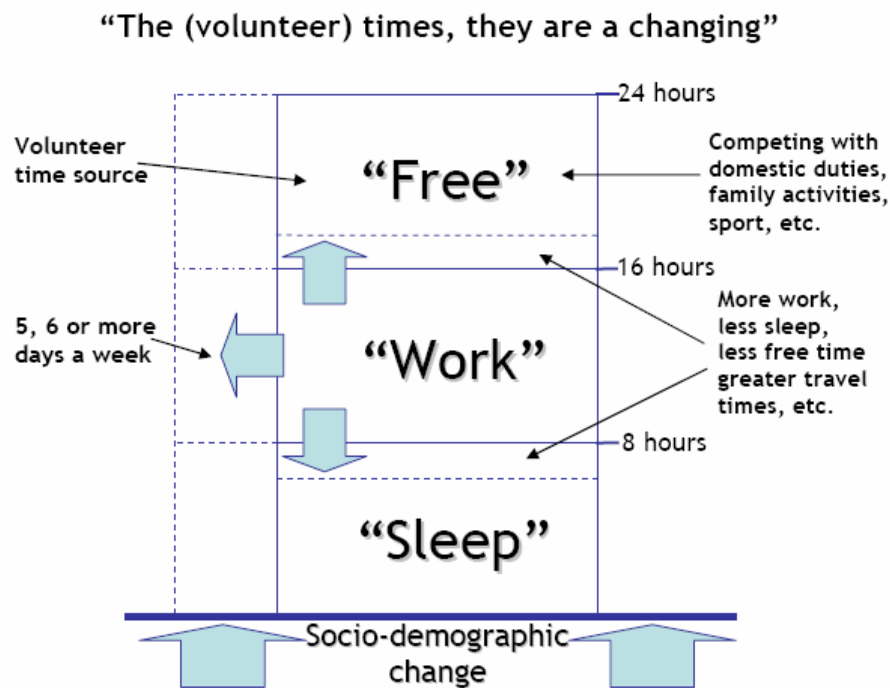 “The (volunteer) times, they are a changing”
24 hours
Volunteer
time source
“Free”
Competing with
domestic duties,
family activities,
sport, etc.
16 hours
5, 6 or more
days a week
“Work”
More work,
less sleep,
less free time
greater travel
times, etc.
8 hours
“Sleep”
Socio-demographic
change